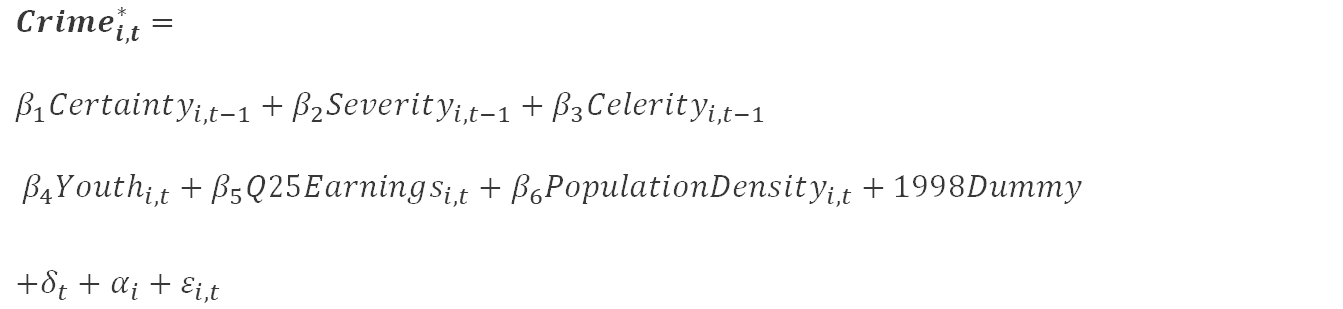 Crime*i,t =
β1Certaintyi,t−1 + β2Severityi,t−1 + β3Celerityi,t−1
β4Youthi,t + β5Q25Earningsi,t + β6PopulationDensityi,t + 1998Dummy
+δt + αi + εi,t